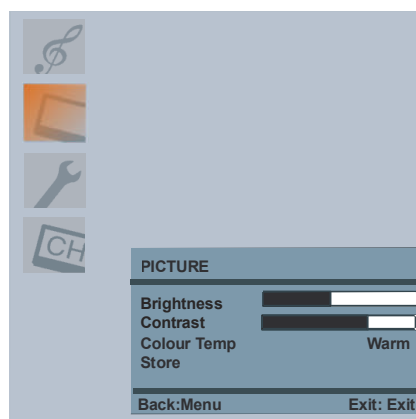 CH
PICTURE
Brightness
Contrast
Colour Temp Warm
Store
Back:Menu Exit: Exit